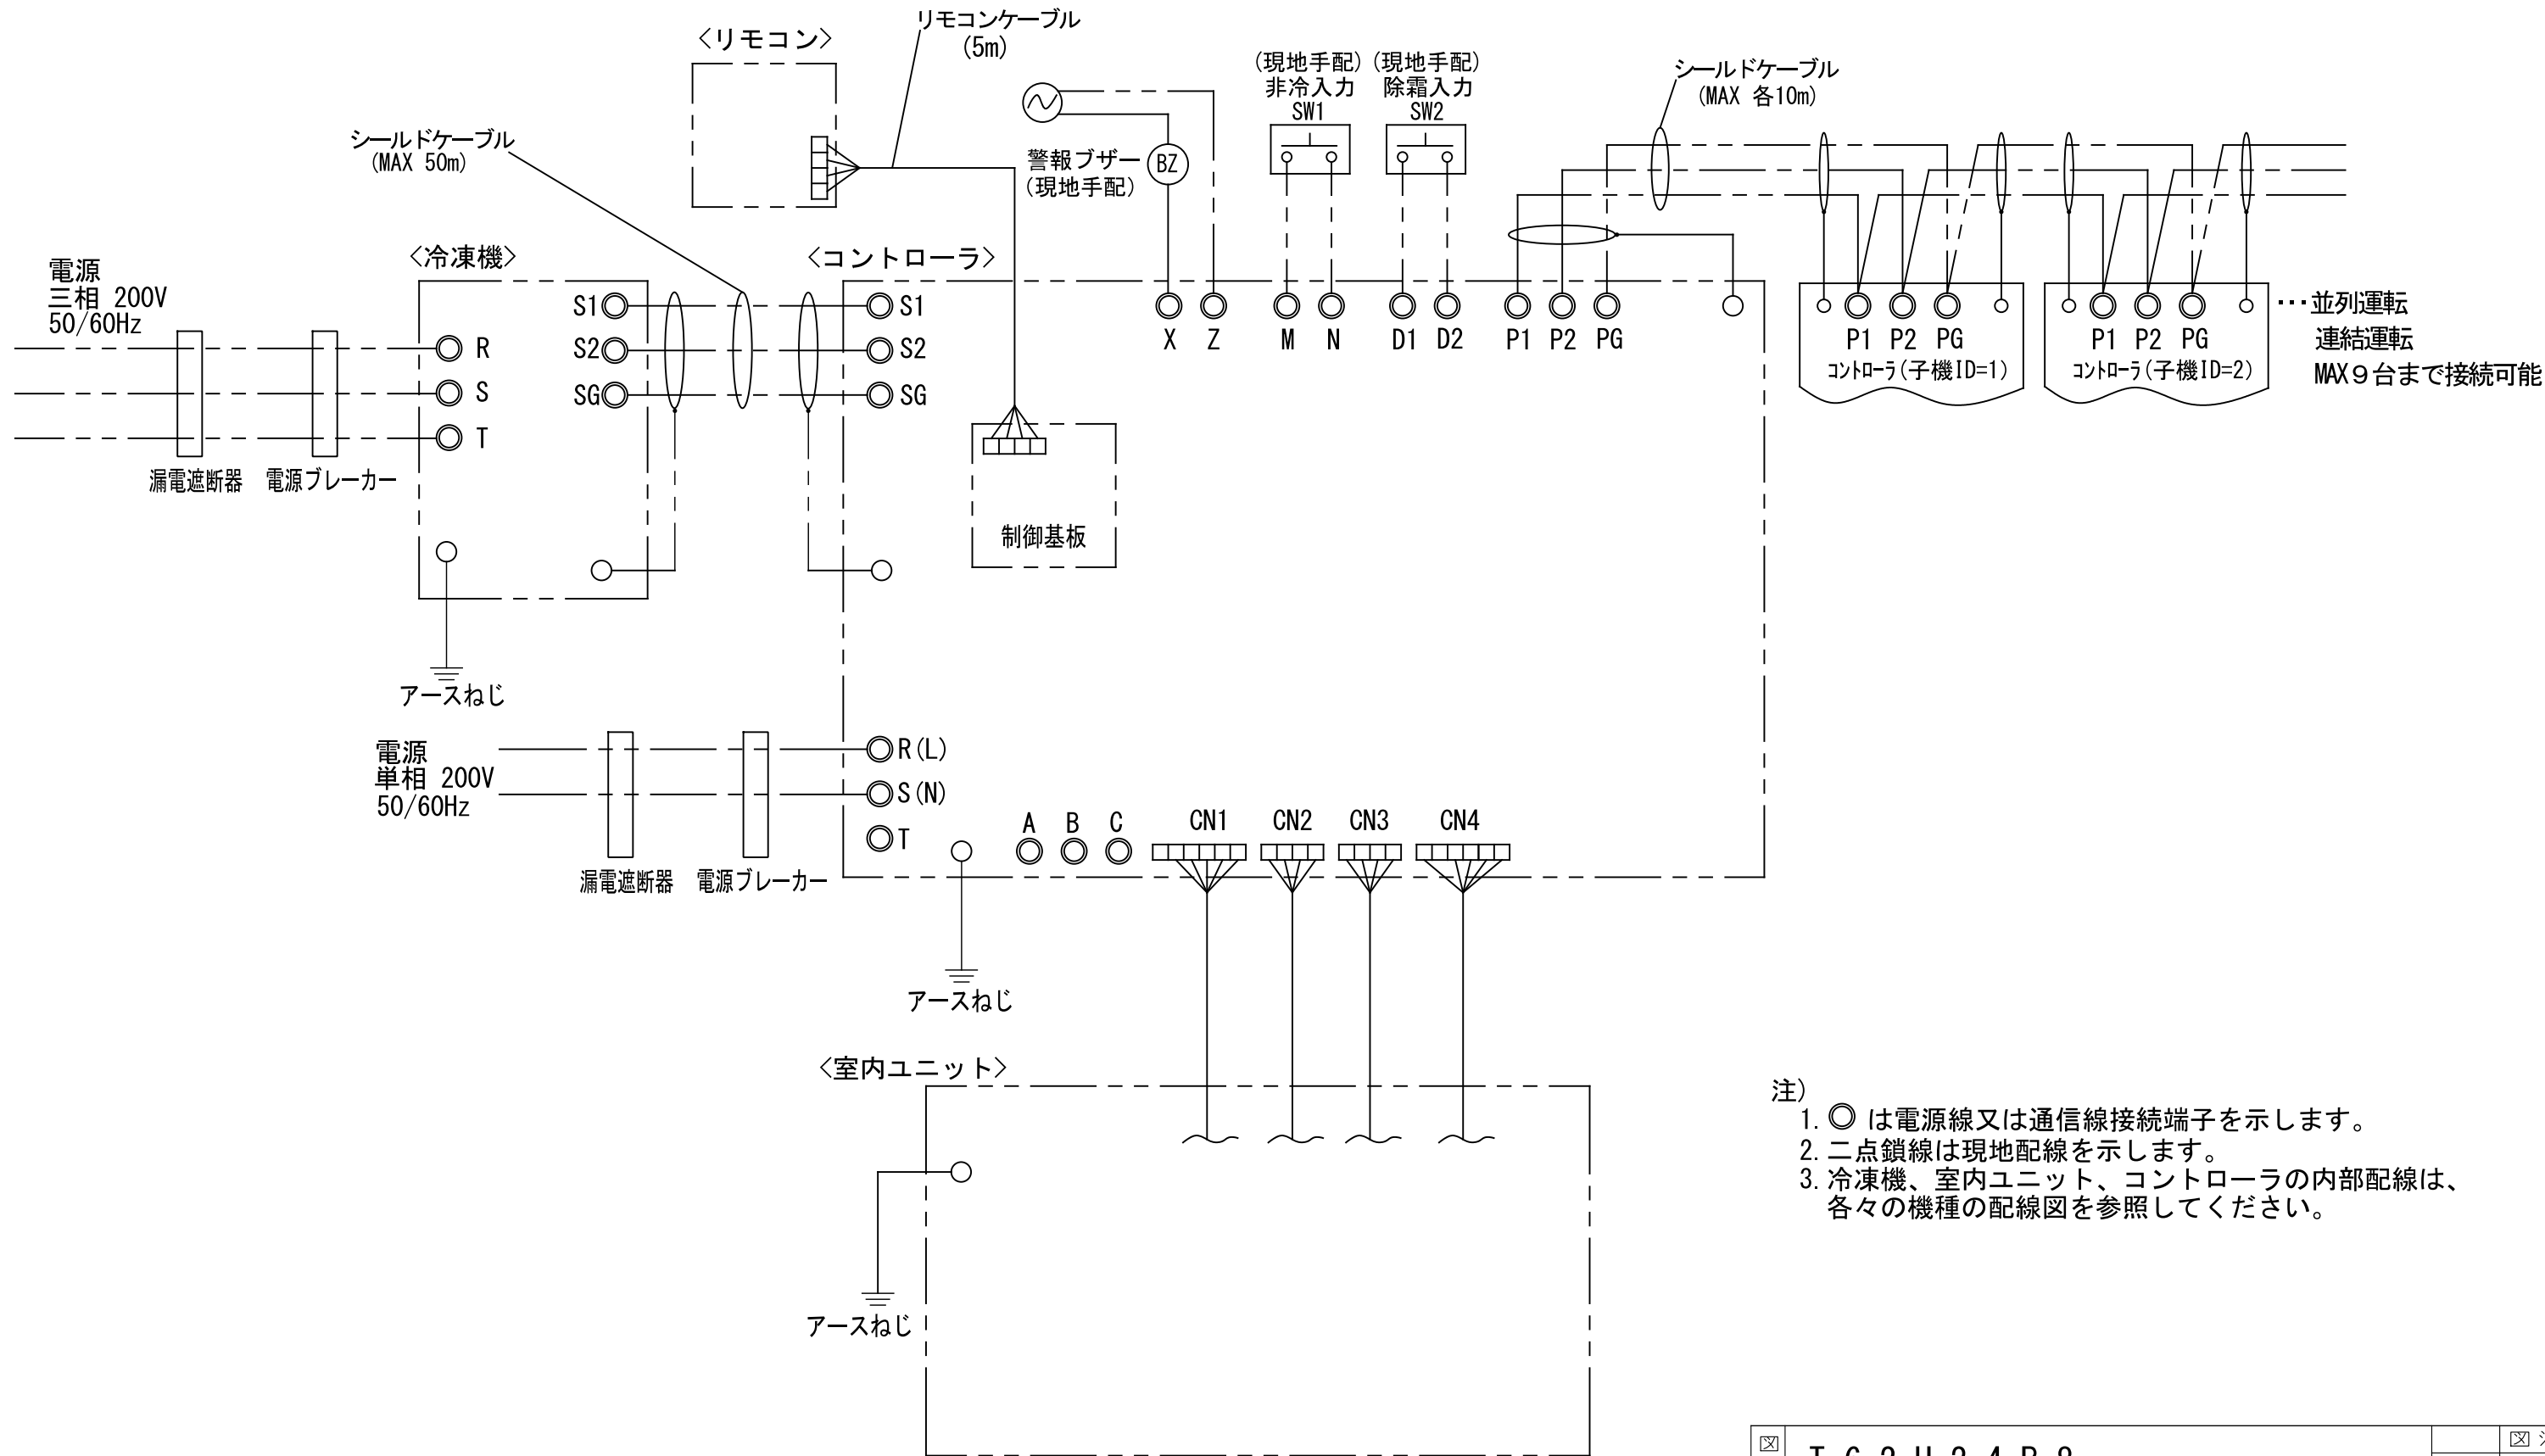 <リモコン>
リモコンケーブル
(5m)
(現地手配)
非冷入力
SW1
(現地手配)
除霜入力
SW2
シールドケーブル
(MAX 各10m)
シールドケーブル
(MAX 50m)
警報ブザー
(現地手配)
BZ
電源
三相 200V
50/60Hz
<冷凍機>
<コントローラ>
R
S
T
S1
S2
SG
S1
S2
SG
X
Z
M
N
D1
D2
P1
P2
PG
P1
P2
PG
コントローラ(子機ID=1)
P1
P2
PG
コントローラ(子機ID=2)
・・・並列運転
連結運転
MAX9台まで接続可能
漏電遮断器
電源ブレーカー
制御基板
アースねじ
電源
単相 200V
50/60Hz
R(L)
S(N)
T
漏電遮断器
電源ブレーカー
A
B
C
CN1
CN2
CN3
CN4
アースねじ
<室内ユニット>
アースねじ
注)
1. ◎ は電源線又は通信線接続端子を示します。
2. 二点鎖線は現地配線を示します。
3. 冷凍機、室内ユニット、コントローラの内部配線は、
各々の機種の配線図を参照してください。
図
図